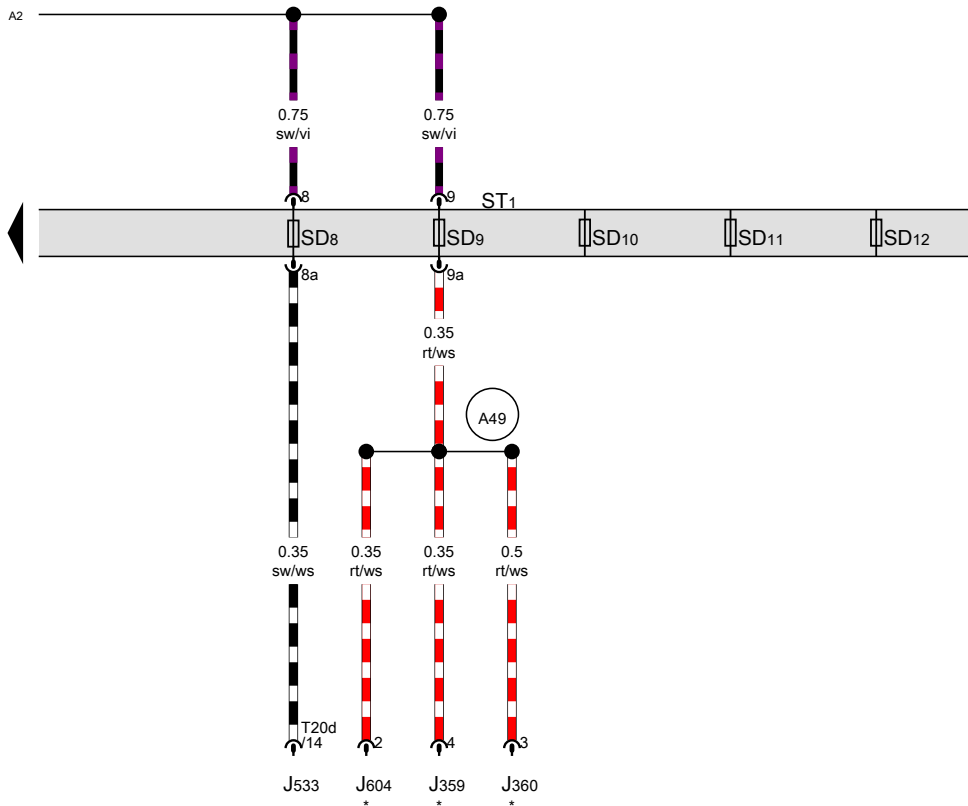 A2
0.75 0.75
sw/vi sw/vi
8 9 ST1
SD8 SD9 SD10 SD11 SD12
8a 9a
0.35
rt/ws
A49
0.35 0.35 0.35 0.5
sw/ws rt/ws rt/ws rt/ws
T20d
/14 2 4 3
J533 J604 J359 J360
* * *